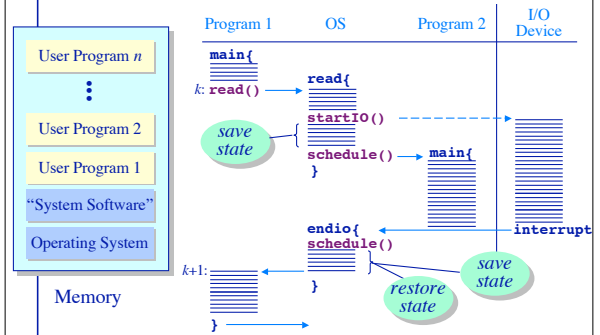 User Program n
User Program 2
User Program 1
“System Software”
Operating System
Memory
Program 1
OS
Program 2
I/O
Device
main{
k: read()
read{
startIO()
save
state
schedule()
}
main{
endio{
interrupt
schedule()
k+1:
}
restore
state
save
state
}